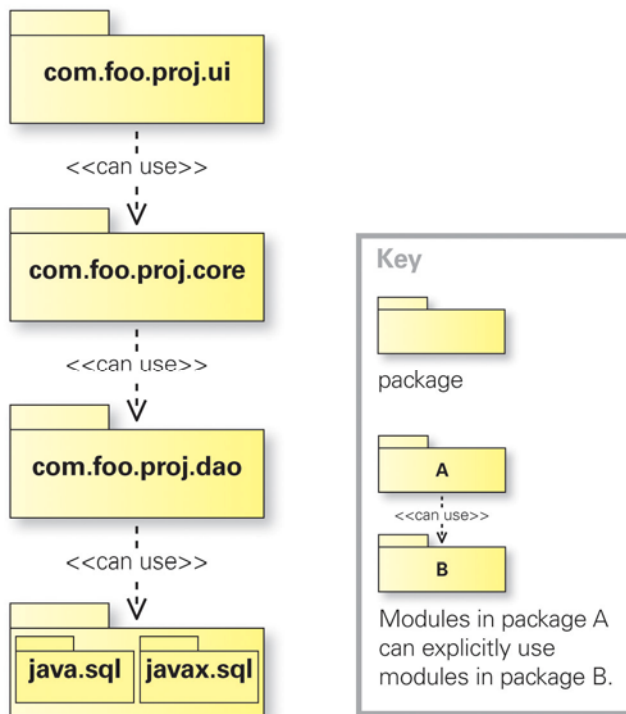 com.foo.proj.ui
<<can use>>
com.foo.proj.core
<<can use>>
com.foo.proj.dao
<<can use>>
java.sql
javax.sql
Key
package
A
<<can use>>
B
Modules in package A
can explicitly use
modules in package B.